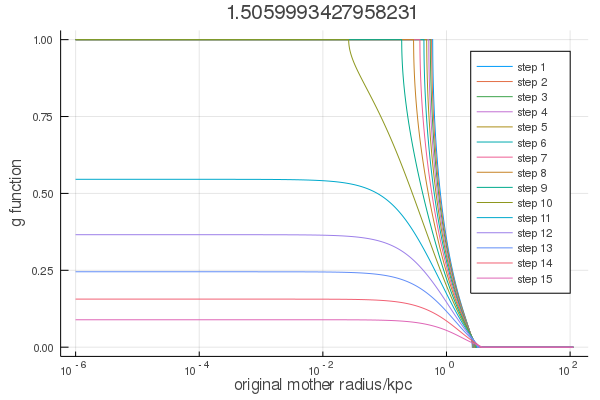 1.5059993427958231
g function
1.00
0.75
0.50
0.25
0.00
step 1
step 2
step 3
step 4
step 5
step 6
step 7
step 8
step 9
step 10
step 11
step 12
step 13
step 14
step 15
10^-6
10^-4
10^-2
10^0
10^2
original mother radius/kpc